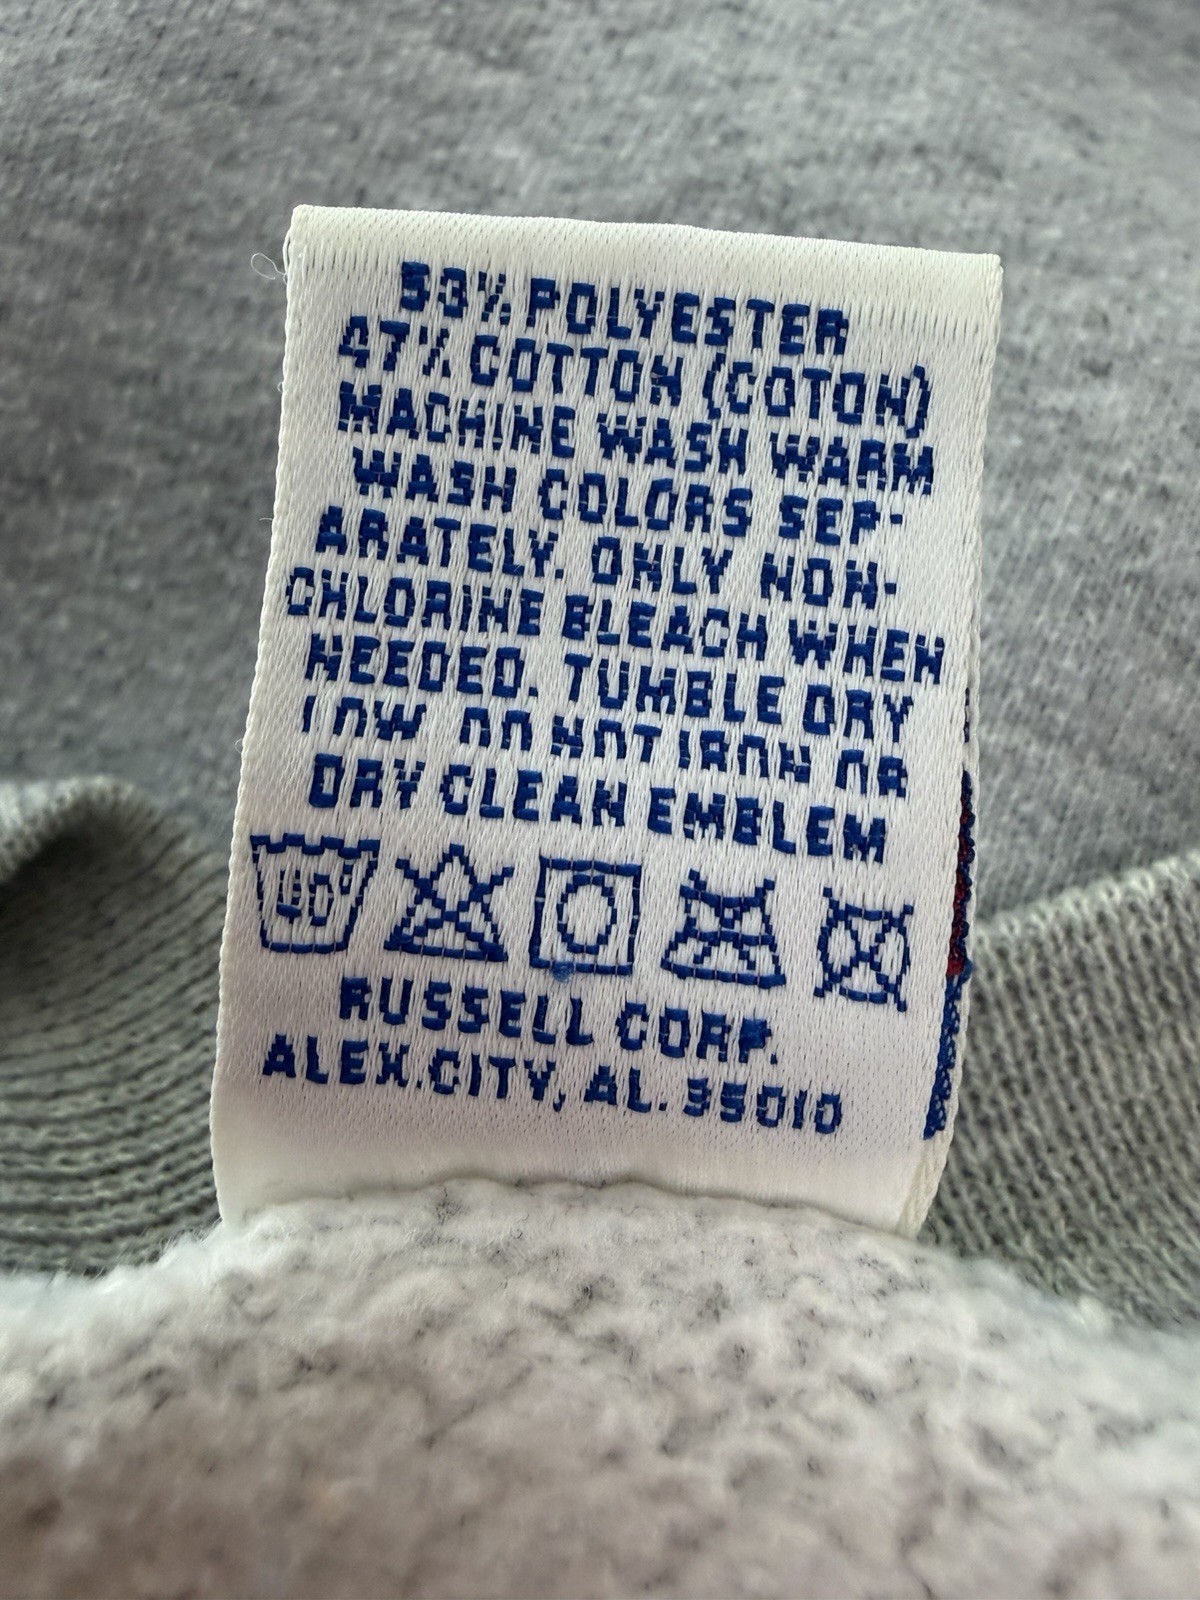 53% POLYESTER
47% COTTON (COTON)
MACHINE WASH WARM
WASH COLORS SEP-
ARATELY. ONLY NON-
CHLORINE BLEACH WHEN
NEEDED. TUMBLE DRY
LOW DO NOT IRON OR
DRY CLEAN EMBLEM
RUSSELL CORP.
ALEX.CITY, AL. 35010